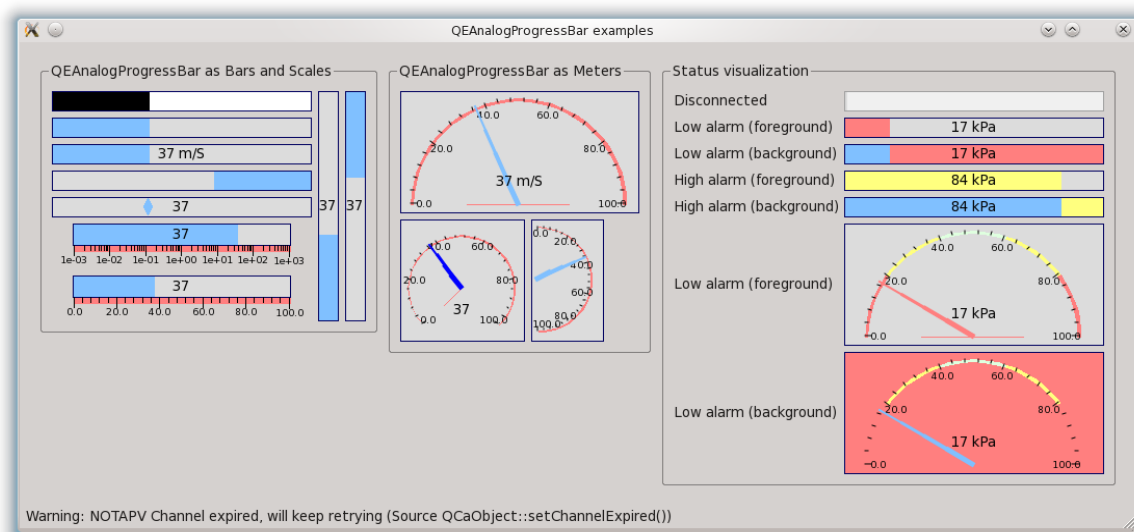 QEAnalogProgressBar examples
QEAnalogProgressBar as Bars and Scales
37 m/S
37
37
1e-03 1e-02 1e-01 1e+00 1e+01 1e+02 1e+03
37
0.0 20.0 40.0 60.0 80.0 100.0
37
37
QEAnalogProgressBar as Meters
0.0 20.0 40.0 60.0 80.0 100.0
37 m/S
0.0 20.0 40.0 60.0 80.0 100.0
37
0.0 20.0 40.0 60.0 80.0 100.0
Status visualization
Disconnected
Low alarm (foreground) 17 kPa
Low alarm (background) 17 kPa
High alarm (foreground) 84 kPa
High alarm (background) 84 kPa
Low alarm (foreground)
0.0 20.0 40.0 60.0 80.0 100.0
17 kPa
Low alarm (background)
0.0 20.0 40.0 60.0 80.0 100.0
17 kPa
Warning: NOTAPV Channel expired, will keep retrying (Source QCaObject::setChannelExpired())